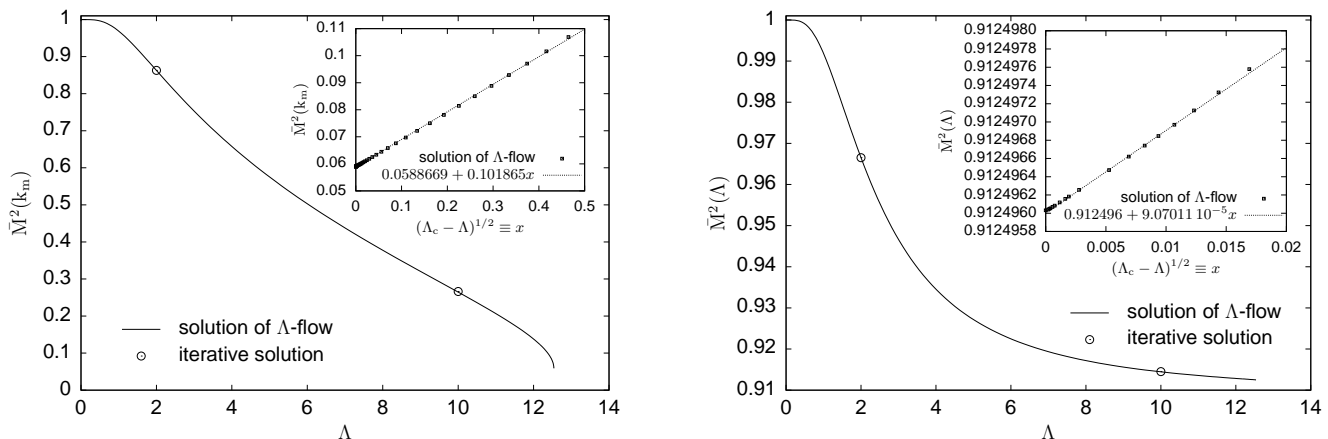 1
0.9
0.8
0.7
0.6
0.5
0.4
0.3
0.2
0.1
0
0 2 4 6 8 10 12 14
M̄²(k_m)
Λ
solution of Λ-flow
iterative solution
0.11
0.10
0.09
0.08
0.07
0.06
0.05
0 0.1 0.2 0.3 0.4 0.5
M̄²(k_m)
(Λ_c − Λ)^{1/2} ≡ x
solution of Λ-flow
0.0588669 + 0.101865x
1
0.99
0.98
0.97
0.96
0.95
0.94
0.93
0.92
0.91
0 2 4 6 8 10 12 14
M̄²(Λ)
Λ
solution of Λ-flow
iterative solution
0.9124980
0.9124978
0.9124976
0.9124974
0.9124972
0.9124970
0.9124968
0.9124966
0.9124964
0.9124962
0.9124960
0.9124958
0 0.005 0.01 0.015 0.02
M̄²(Λ)
(Λ_c − Λ)^{1/2} ≡ x
solution of Λ-flow
0.912496 + 9.07011 10^{−5}x